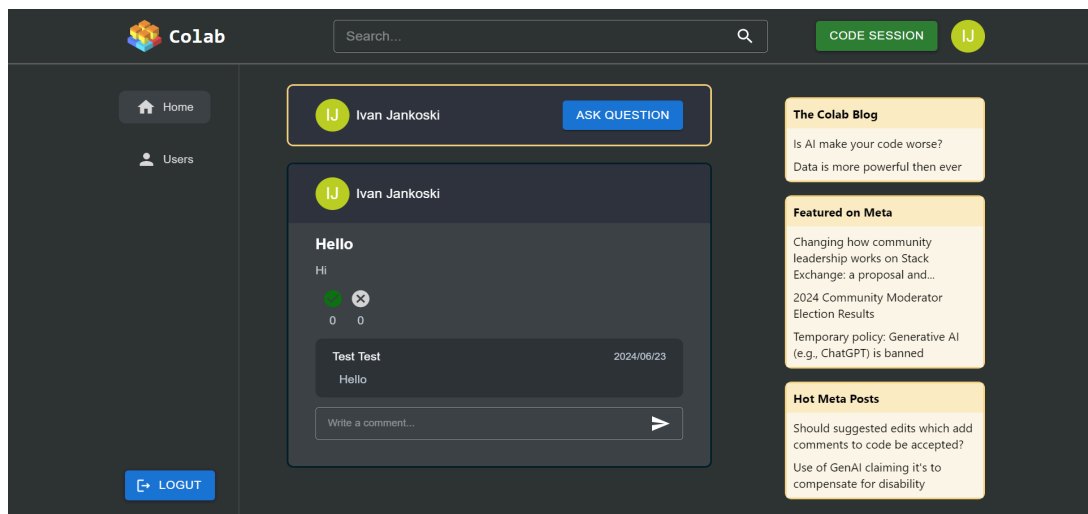 Colab
Search...
CODE SESSION
IJ
Home
Users
LOGUT
IJ
Ivan Jankoski
ASK QUESTION
IJ
Ivan Jankoski
Hello
Hi
0 0
Test Test
2024/06/23
Hello
Write a comment...
The Colab Blog
Is AI make your code worse?
Data is more powerful then ever
Featured on Meta
Changing how community
leadership works on Stack
Exchange: a proposal and...
2024 Community Moderator
Election Results
Temporary policy: Generative AI
(e.g., ChatGPT) is banned
Hot Meta Posts
Should suggested edits which add
comments to code be accepted?
Use of GenAI claiming it's to
compensate for disability